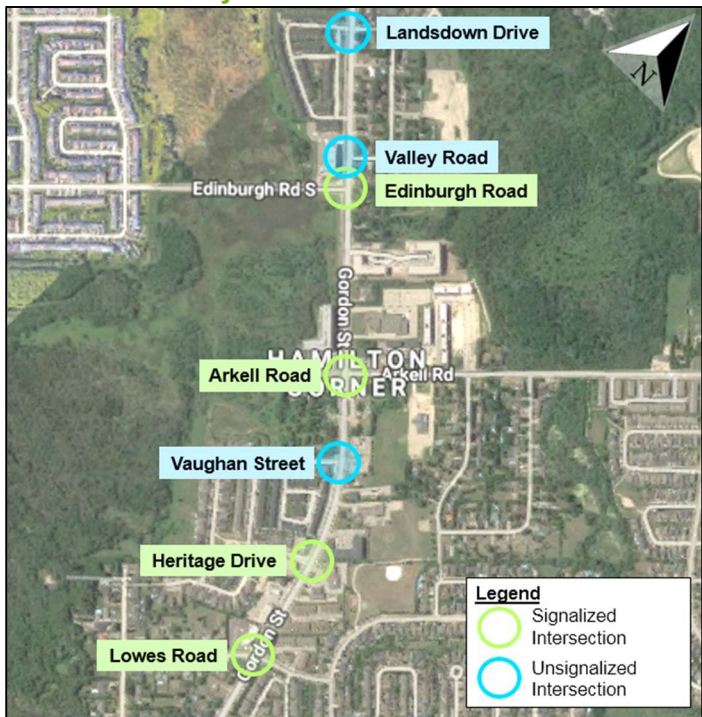 Landsdown Drive
N
Valley Road
Edinburgh Rd S
Edinburgh Road
Gordon St
HAMILTON
Arkell Road
Arkell Rd
CORNER
Vaughan Street
Heritage Drive
Legend
Signalized
Intersection
Lowes Road
Gordon St
Unsignalized
Intersection